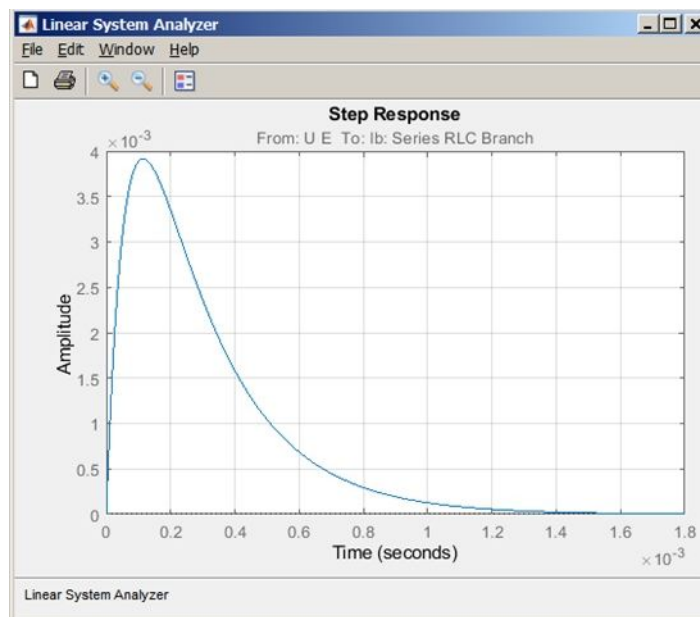 Linear System Analyzer
File Edit Window Help
Step Response
From: U E To: Ib: Series RLC Branch
×10⁻³
4
3.5
3
2.5
2
1.5
1
0.5
0
Amplitude
0 0.2 0.4 0.6 0.8 1 1.2 1.4 1.6 1.8
Time (seconds)
×10⁻³
Linear System Analyzer